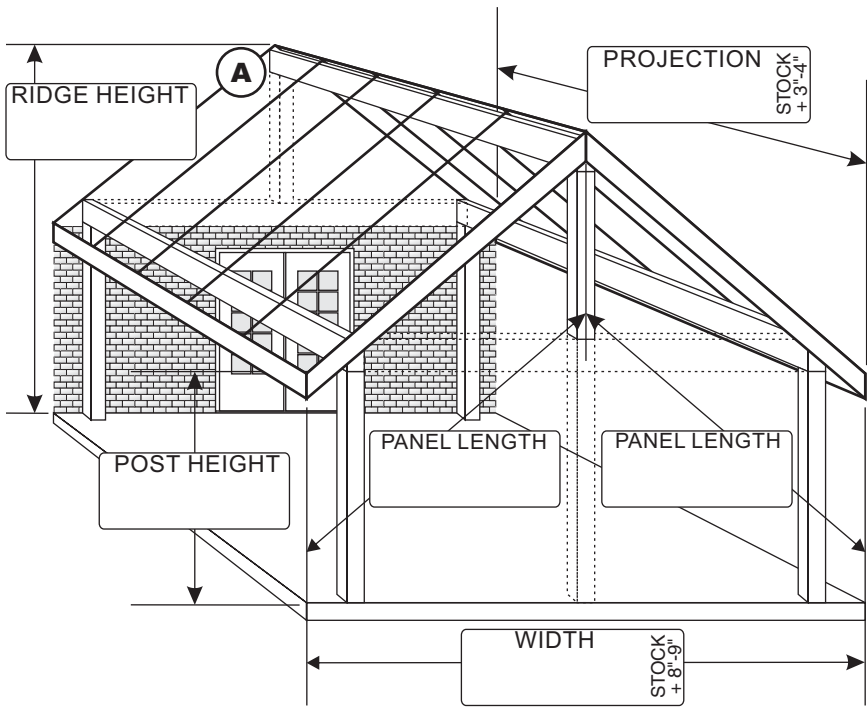 PROJECTION
STOCK
+ 3"-4"
A
RIDGE HEIGHT
PANEL LENGTH
PANEL LENGTH
POST HEIGHT
WIDTH
STOCK
+ 8"-9"